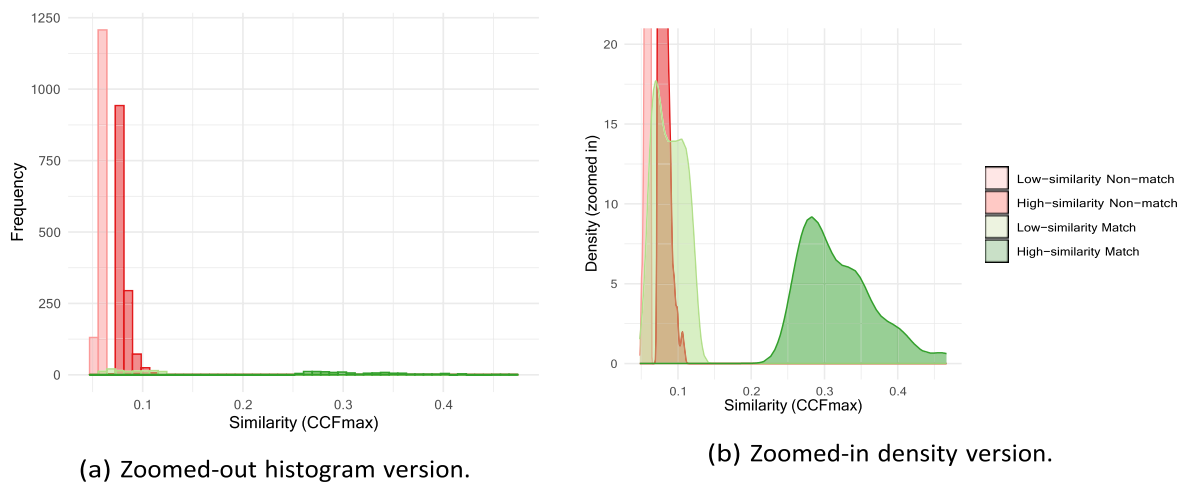 1250
1000
750
500
250
0
Frequency
0.1 0.2 0.3 0.4
Similarity (CCFmax)
(a) Zoomed-out histogram version.
20
15
10
5
0
Density (zoomed in)
0.1 0.2 0.3 0.4
Similarity (CCFmax)
(b) Zoomed-in density version.
Low−similarity Non−match
High−similarity Non−match
Low−similarity Match
High−similarity Match